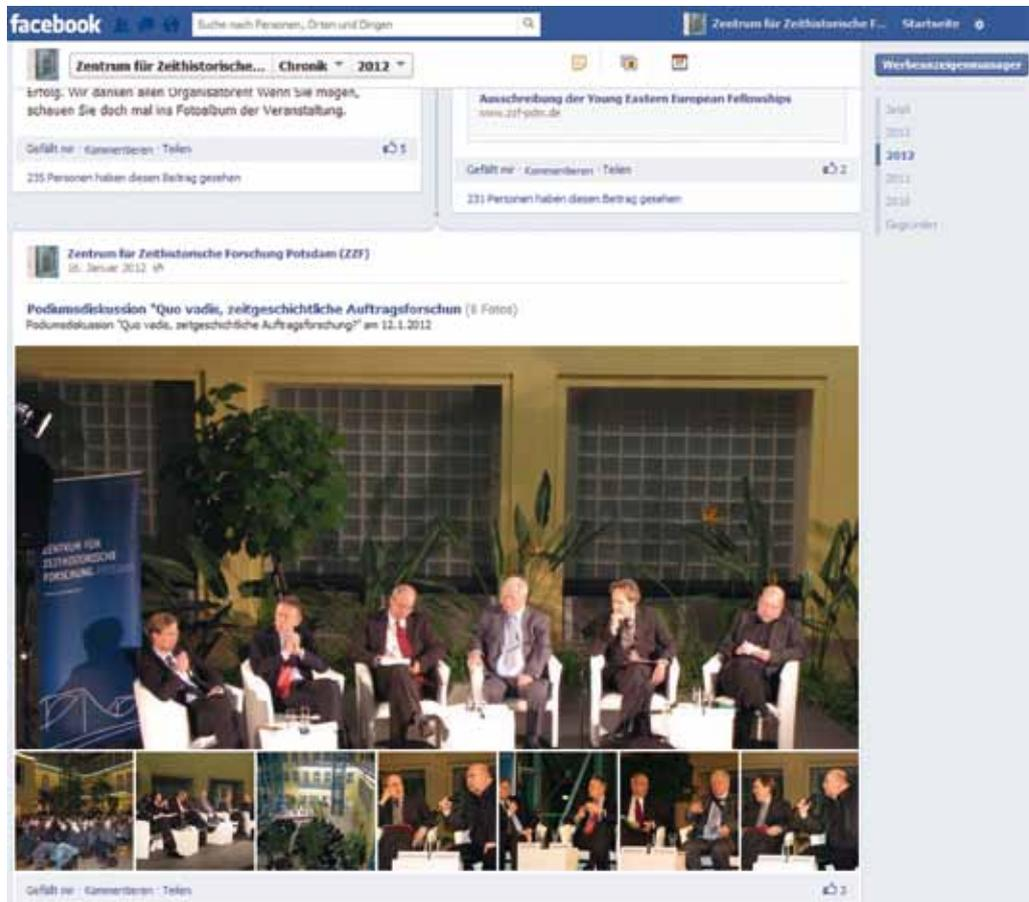 facebook
Suche nach Personen, Orten und Dingen
Zentrum für Zeithistorische F... Startseite
Zentrum für Zeithistorische... Chronik 2012
Werbeanzeigenmanager
Erfolg. Wir danken allen Organisatoren! Wenn Sie mögen,
schauen Sie doch mal ins Fotoalbum der Veranstaltung.
Gefällt mir · Kommentieren · Teilen 5
235 Personen haben diesen Beitrag gesehen
Ausschreibung der Young Eastern European Fellowships
www.zzf-pdm.de
Gefällt mir · Kommentieren · Teilen 2
231 Personen haben diesen Beitrag gesehen
Jetzt
2012
2011
2010
Gegründet
Zentrum für Zeithistorische Forschung Potsdam (ZZF)
16. Januar 2012
Podiumsdiskussion "Quo vadis, zeitgeschichtliche Auftragsforschun (8 Fotos)
Podiumsdiskussion "Quo vadis, zeitgeschichtliche Auftragsforschung?" am 12.1.2012
ZENTRUM FÜR
ZEITHISTORISCHE
FORSCHUNG POTSDAM
Gefällt mir · Kommentieren · Teilen